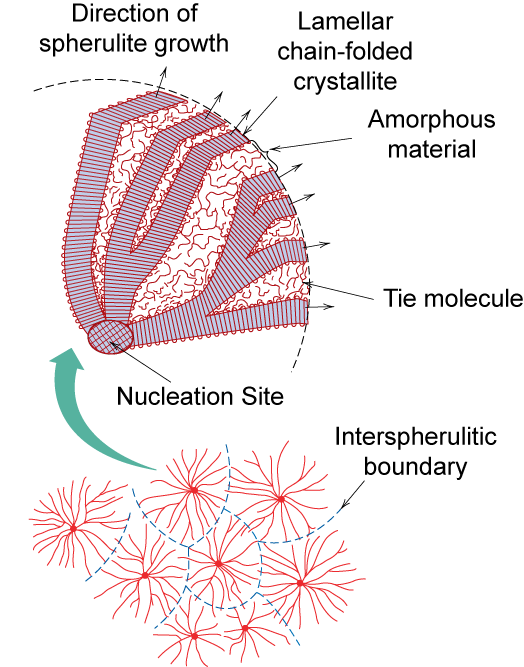 Direction of
spherulite growth
Lamellar
chain-folded
crystallite
Amorphous
material
Tie molecule
Nucleation Site
Interspherulitic
boundary